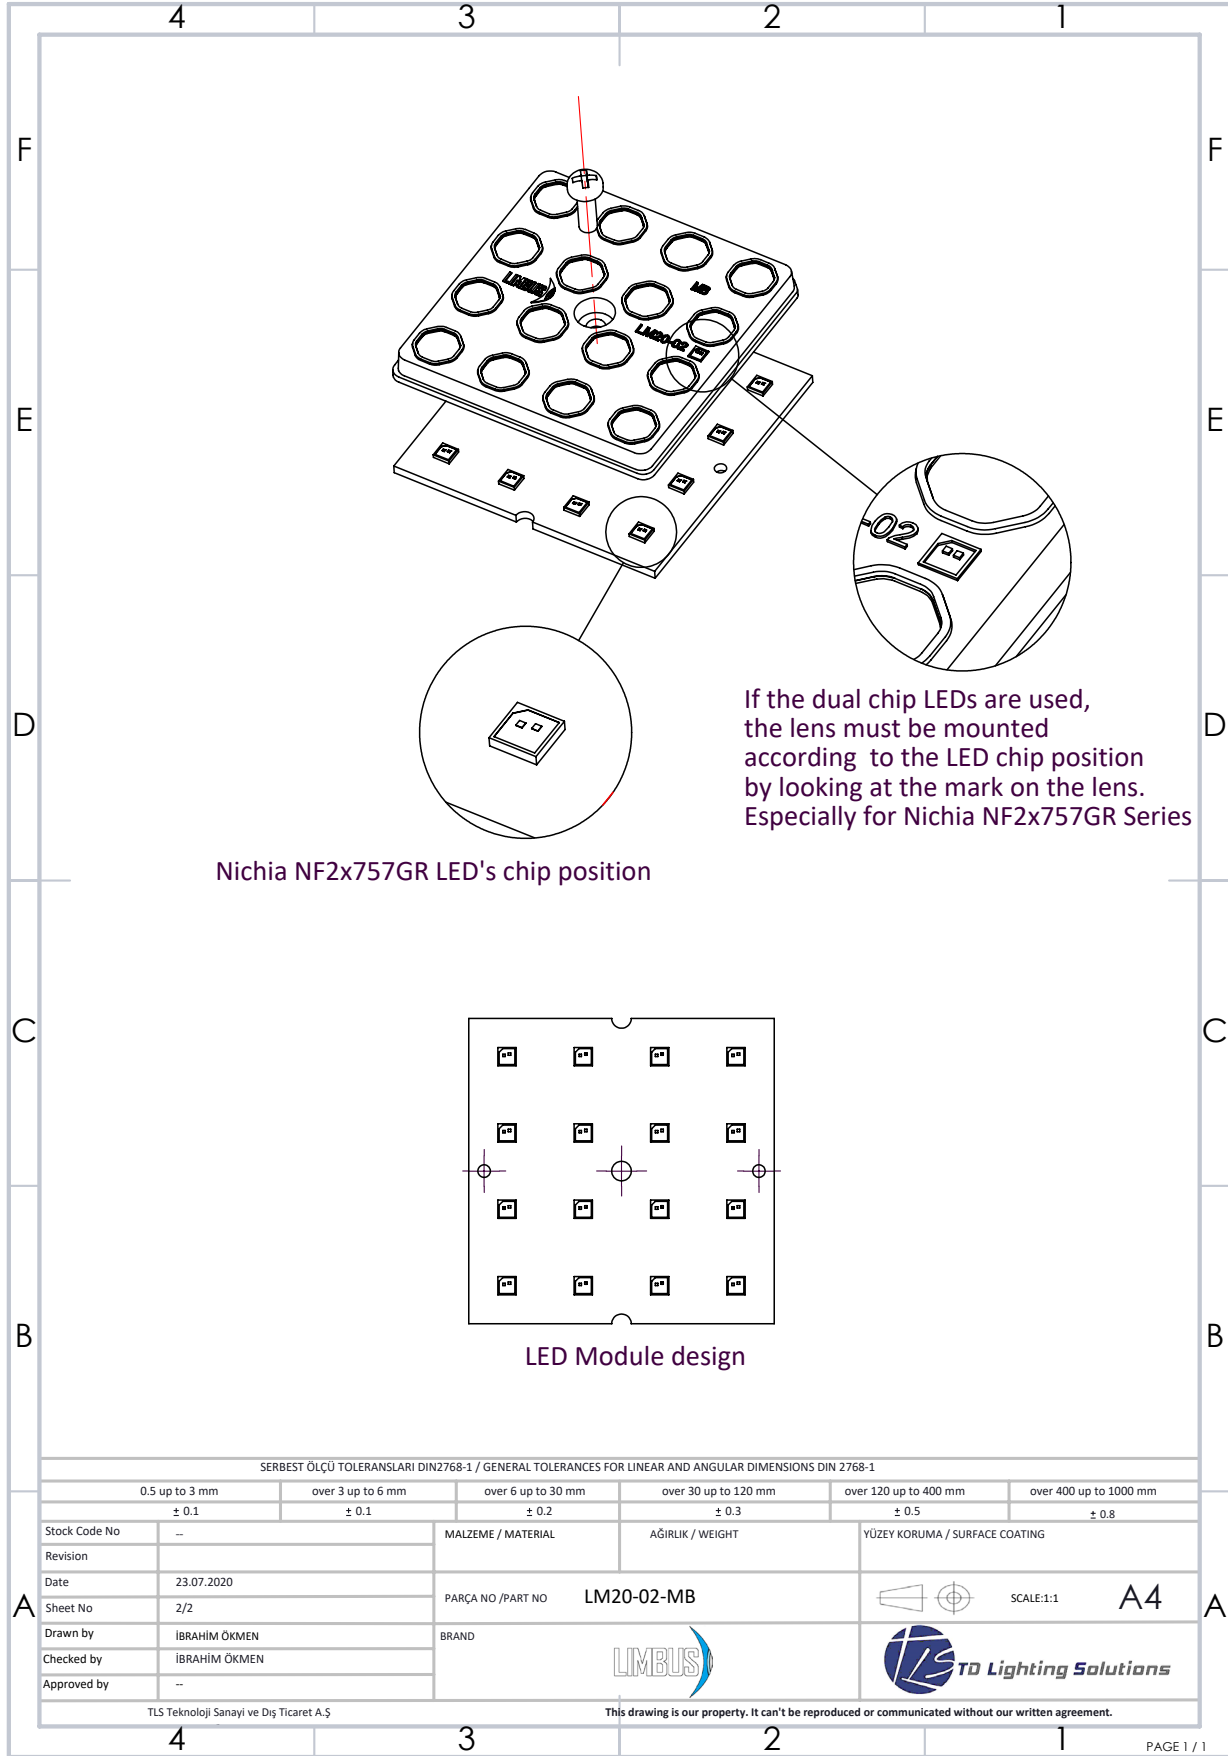 4 3 2 1
F F
LIMBUS
MB
LM20-02
E E
-02
D D
If the dual chip LEDs are used,
the lens must be mounted
according to the LED chip position
by looking at the mark on the lens.
Especially for Nichia NF2x757GR Series
Nichia NF2x757GR LED's chip position
C C
B B
LED Module design
SERBEST ÖLÇÜ TOLERANSLARI DIN2768-1 / GENERAL TOLERANCES FOR LINEAR AND ANGULAR DIMENSIONS DIN 2768-1
0.5 up to 3 mm over 3 up to 6 mm over 6 up to 30 mm over 30 up to 120 mm over 120 up to 400 mm over 400 up to 1000 mm
± 0.1 ± 0.1 ± 0.2 ± 0.3 ± 0.5 ± 0.8
Stock Code No -- MALZEME / MATERIAL AĞIRLIK / WEIGHT YÜZEY KORUMA / SURFACE COATING
Revision
Date 23.07.2020
A PARÇA NO /PART NO LM20-02-MB SCALE:1:1 A4 A
Sheet No 2/2
Drawn by İBRAHİM ÖKMEN BRAND
Checked by İBRAHİM ÖKMEN LIMBUS TLS TD Lighting Solutions
Approved by --
TLS Teknoloji Sanayi ve Dış Ticaret A.Ş This drawing is our property. It can't be reproduced or communicated without our written agreement.
4 3 2 1
PAGE 1 / 1